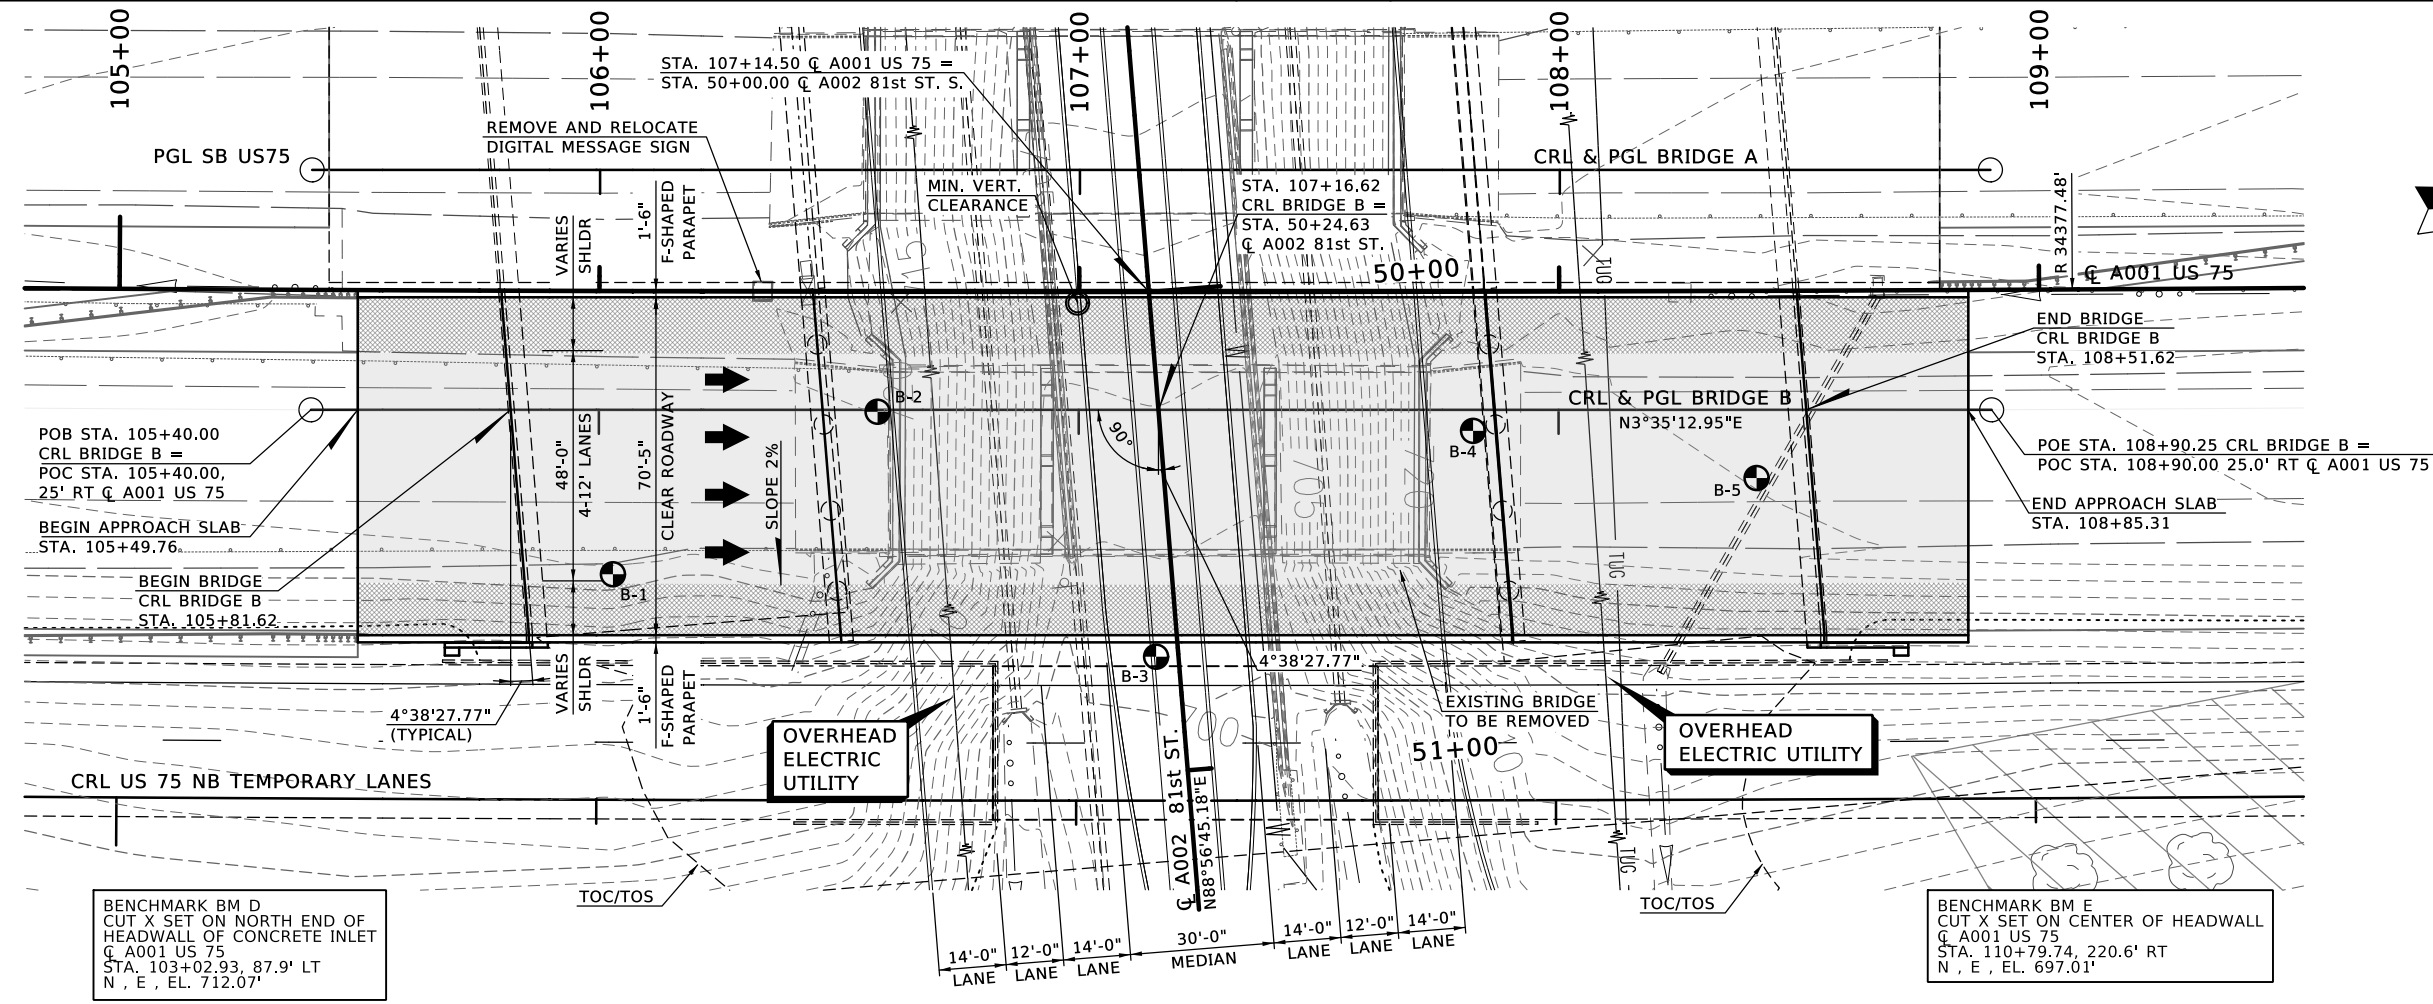 105+00
106+00
107+00
108+00
109+00
STA. 107+14.50 ℄ A001 US 75 =
STA. 50+00.00 ℄ A002 81st ST. S.
REMOVE AND RELOCATE
DIGITAL MESSAGE SIGN
PGL SB US75
CRL & PGL BRIDGE A
MIN. VERT.
CLEARANCE
STA. 107+16.62
CRL BRIDGE B =
STA. 50+24.63
℄ A002 81st ST.
VARIES
SHLDR
1'-6"
F-SHAPED
PARAPET
TUG
50+00
R 34377.48'
℄ A001 US 75
END BRIDGE
CRL BRIDGE B
STA. 108+51.62
B-2
CRL & PGL BRIDGE B
N3°35'12.95"E
90°
B-4
B-5
48'-0"
4-12' LANES
70'-5"
CLEAR ROADWAY
SLOPE 2%
POB STA. 105+40.00
CRL BRIDGE B =
POC STA. 105+40.00,
25' RT ℄ A001 US 75
BEGIN APPROACH SLAB
STA. 105+49.76
BEGIN BRIDGE
CRL BRIDGE B
STA. 105+81.62
POE STA. 108+90.25 CRL BRIDGE B =
POC STA. 108+90.00 25.0' RT ℄ A001 US 75
END APPROACH SLAB
STA. 108+85.31
B-1
TUG
B-3
4°38'27.77"
4°38'27.77"
(TYPICAL)
VARIES
SHLDR
1'-6"
F-SHAPED
PARAPET
EXISTING BRIDGE
TO BE REMOVED
700
51+00
OVERHEAD
ELECTRIC
UTILITY
OVERHEAD
ELECTRIC UTILITY
CRL US 75 NB TEMPORARY LANES
℄ A002 81st ST.
N88°56'45.18"E
TUG
TOC/TOS
TOC/TOS
BENCHMARK BM D
CUT X SET ON NORTH END OF
HEADWALL OF CONCRETE INLET
℄ A001 US 75
STA. 103+02.93, 87.9' LT
N , E , EL. 712.07'
14'-0"
LANE
12'-0"
LANE
14'-0"
LANE
30'-0"
MEDIAN
14'-0"
LANE
12'-0"
LANE
14'-0"
LANE
BENCHMARK BM E
CUT X SET ON CENTER OF HEADWALL
℄ A001 US 75
STA. 110+79.74, 220.6' RT
N , E , EL. 697.01'